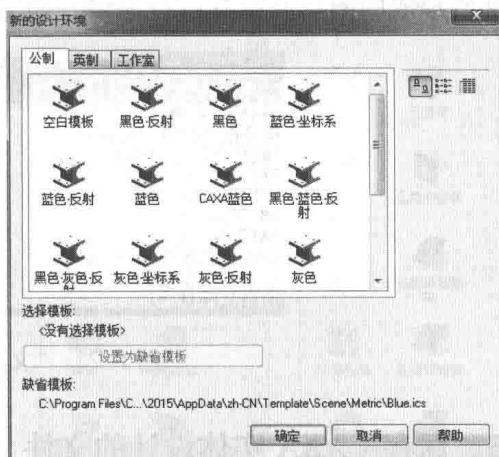 新的设计环境
公制 英制 工作室
空白模板 黑色-反射 黑色 蓝色-坐标系
蓝色-反射 蓝色 CAXA蓝色 黑色-蓝色-反射
黑色-灰色-反射 灰色-坐标系 灰色-反射 灰色
选择模板:
<没有选择模板>
设置为缺省模板
缺省模板:
C:\Program Files\C...\2015\AppData\zh-CN\Template\Scene\Metric\Blue.ics
确定 取消 帮助